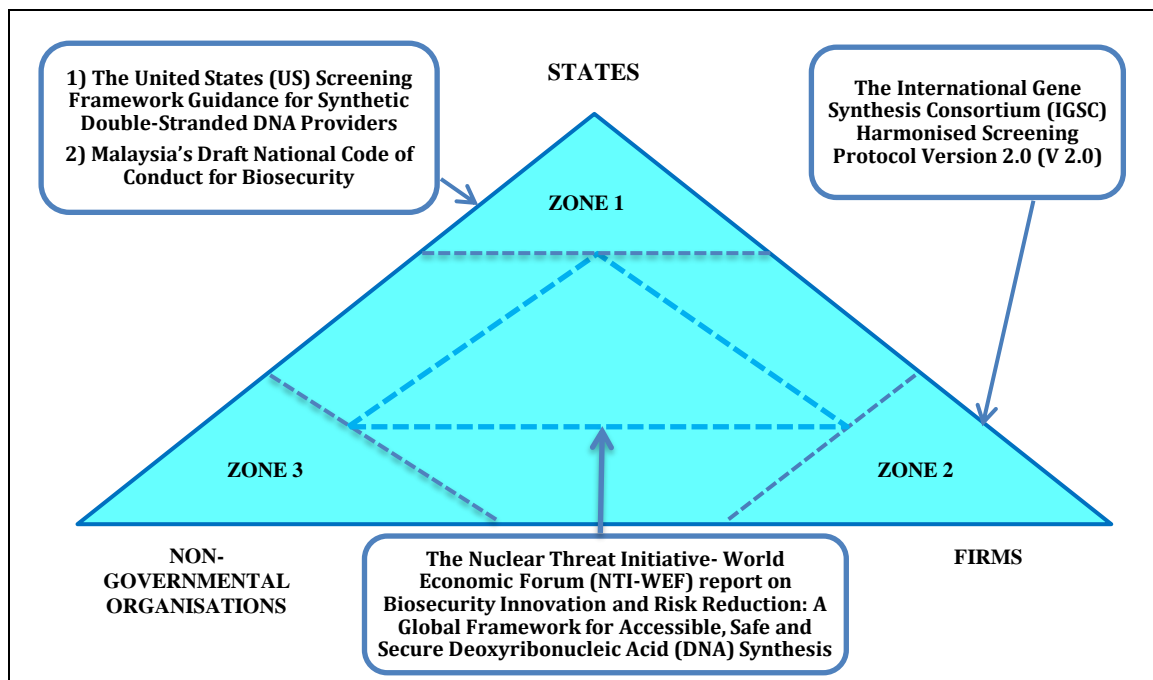 1) The United States (US) Screening
Framework Guidance for Synthetic
Double-Stranded DNA Providers
2) Malaysia’s Draft National Code of
Conduct for Biosecurity
STATES
The International Gene
Synthesis Consortium (IGSC)
Harmonised Screening
Protocol Version 2.0 (V 2.0)
ZONE 1
ZONE 3
ZONE 2
NON-
GOVERNMENTAL
ORGANISATIONS
The Nuclear Threat Initiative- World
Economic Forum (NTI-WEF) report on
Biosecurity Innovation and Risk Reduction: A
Global Framework for Accessible, Safe and
Secure Deoxyribonucleic Acid (DNA) Synthesis
FIRMS